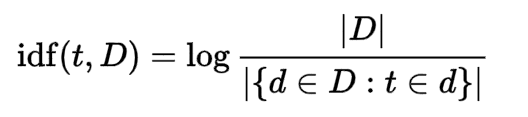 idf(t, D) = log |D| / |{d ∈ D : t ∈ d}|